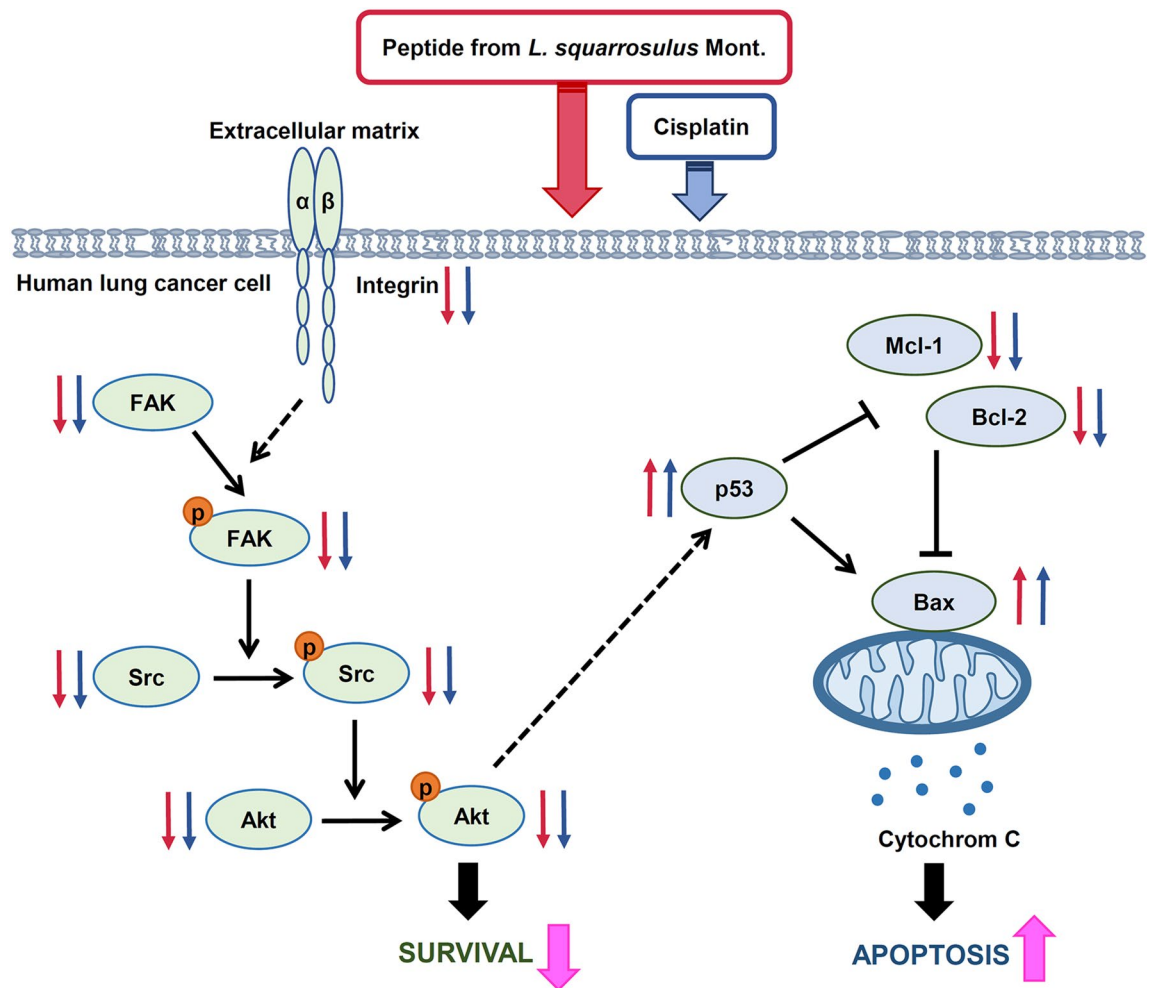 Peptide from L. squarrosulus Mont.
Cisplatin
Extracellular matrix
α β
Human lung cancer cell
Integrin
Mcl-1
FAK
Bcl-2
p53
p
FAK
Bax
p
Src
Src
p
Akt
Akt
Cytochrom C
SURVIVAL
APOPTOSIS